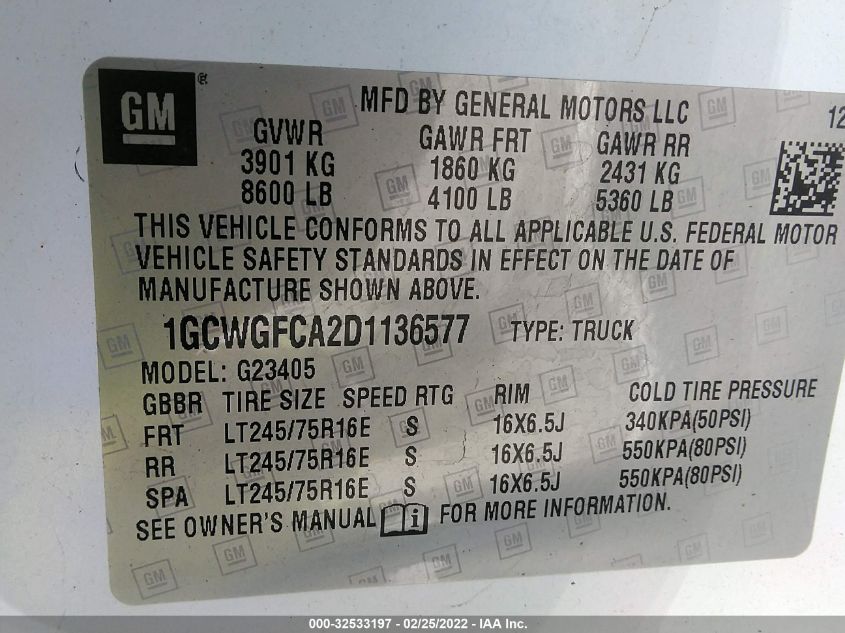 GM
MFD BY GENERAL MOTORS LLC 12
GVWR GAWR FRT GAWR RR
3901 KG 1860 KG 2431 KG
8600 LB 4100 LB 5360 LB
THIS VEHICLE CONFORMS TO ALL APPLICABLE U.S. FEDERAL MOTOR
VEHICLE SAFETY STANDARDS IN EFFECT ON THE DATE OF
MANUFACTURE SHOWN ABOVE.
1GCWGFCA2D1136577 TYPE: TRUCK
MODEL: G23405
GBBR TIRE SIZE SPEED RTG RIM COLD TIRE PRESSURE
FRT LT245/75R16E S 16X6.5J 340KPA(50PSI)
RR LT245/75R16E S 16X6.5J 550KPA(80PSI)
SPA LT245/75R16E S 16X6.5J 550KPA(80PSI)
SEE OWNER'S MANUAL i FOR MORE INFORMATION.
000-32533197 - 02/25/2022 - IAA Inc.